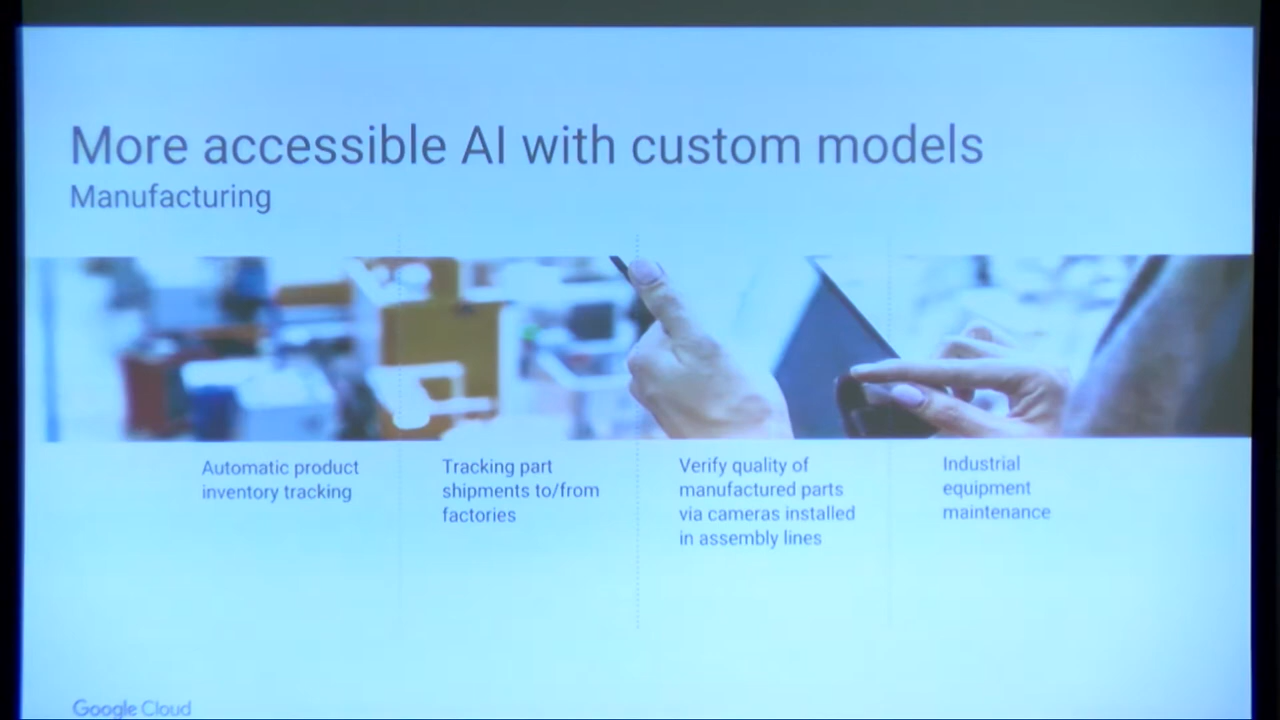 More accessible AI with custom models
Manufacturing
Automatic product
inventory tracking
Tracking part
shipments to/from
factories
Verify quality of
manufactured parts
via cameras installed
in assembly lines
Industrial
equipment
maintenance
Google Cloud